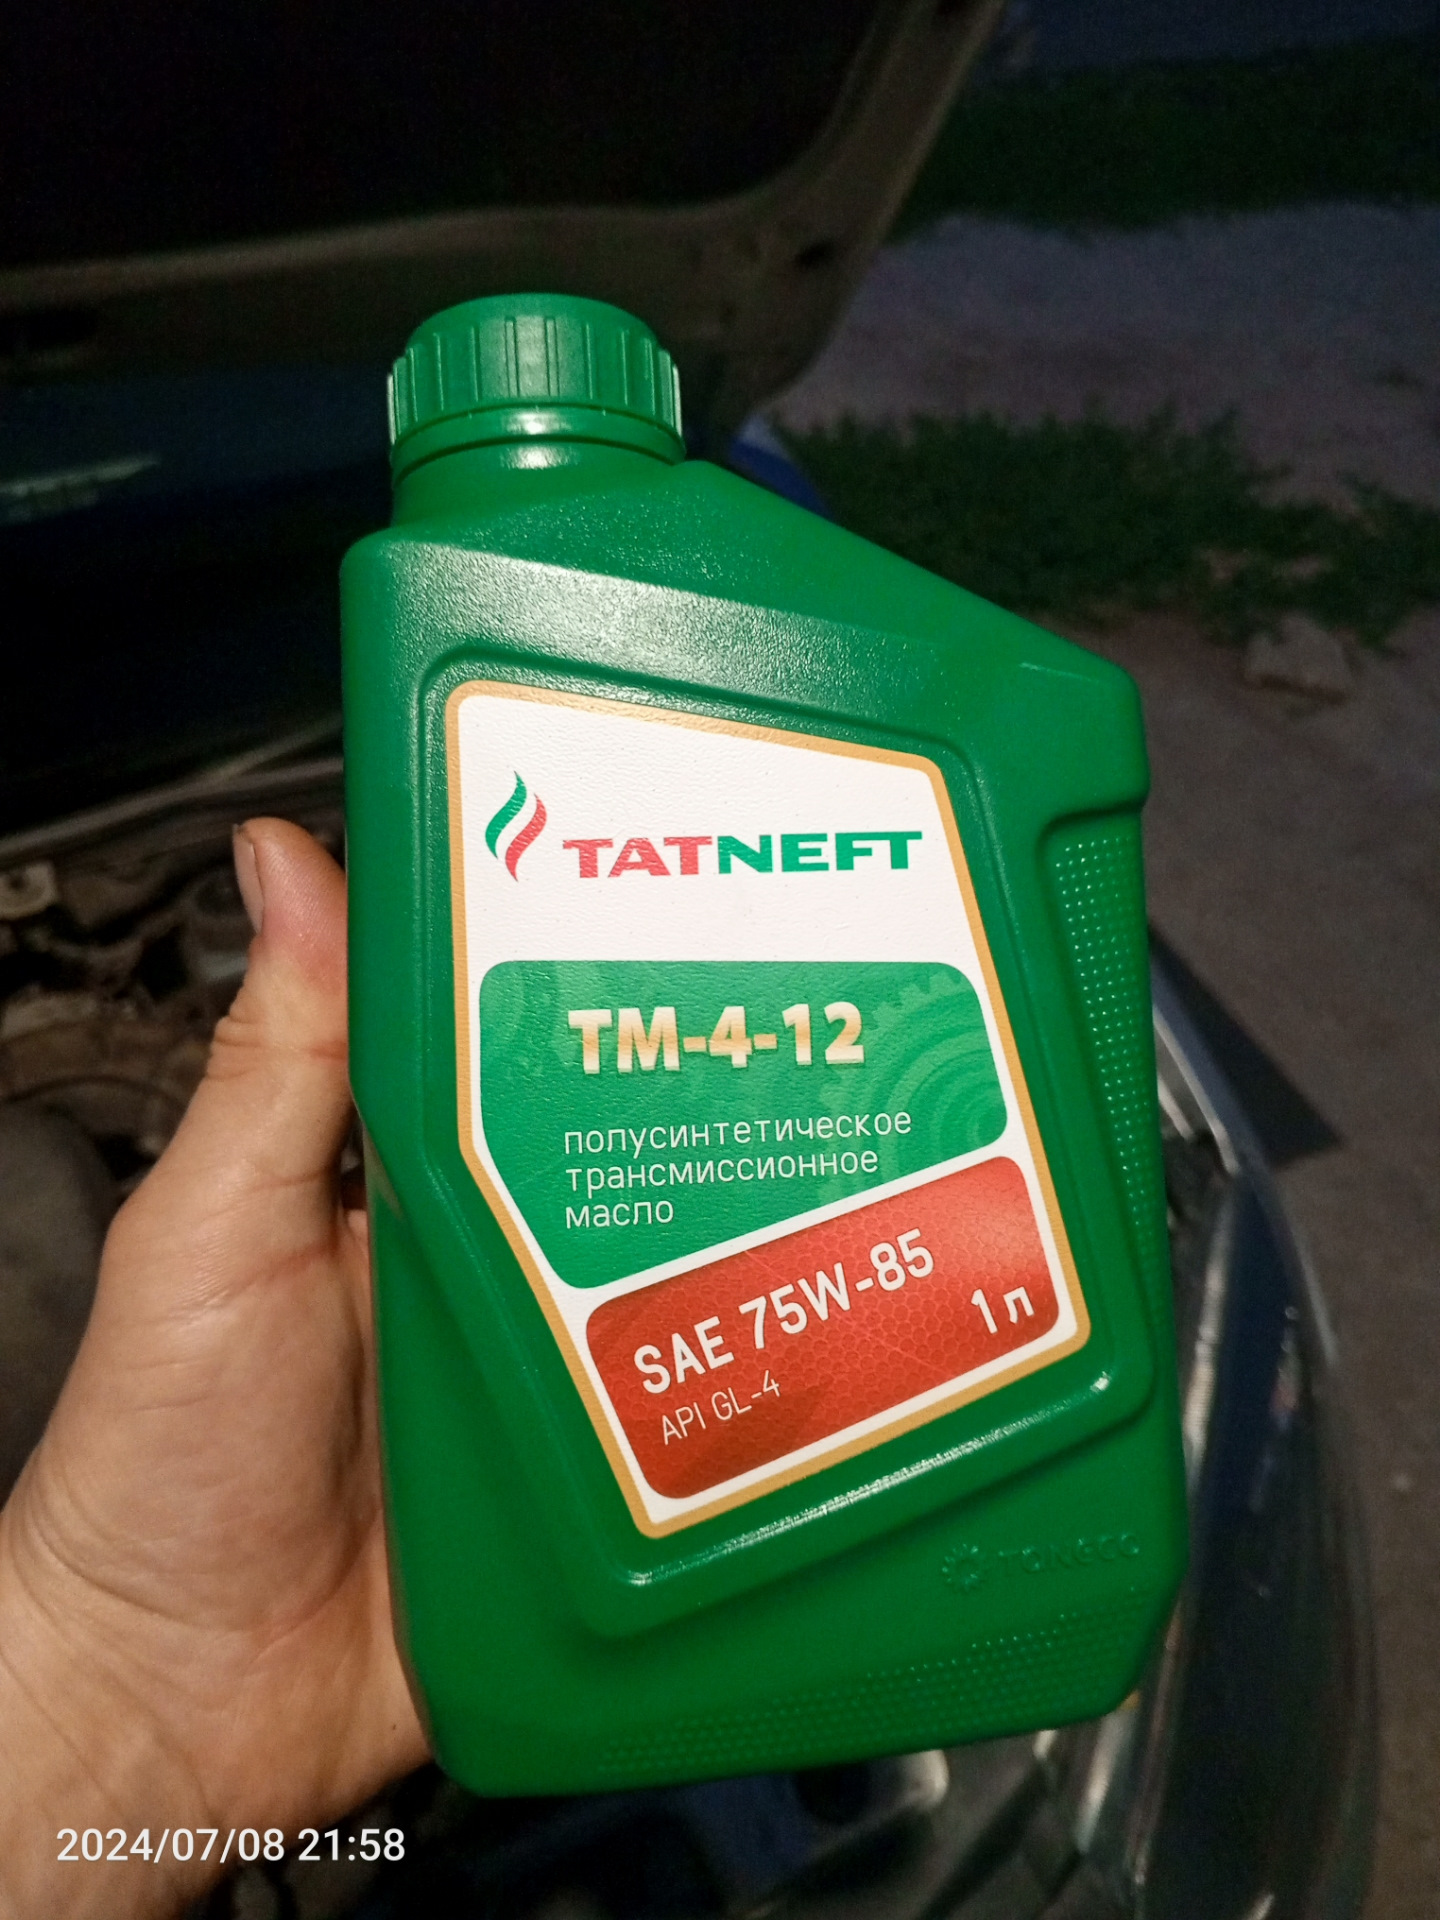 TATNEFT
ТМ-4-12
полусинтетическое
трансмиссионное
масло
SAE 75W-85
1 л
API GL-4
TANECO
2024/07/08 21:58